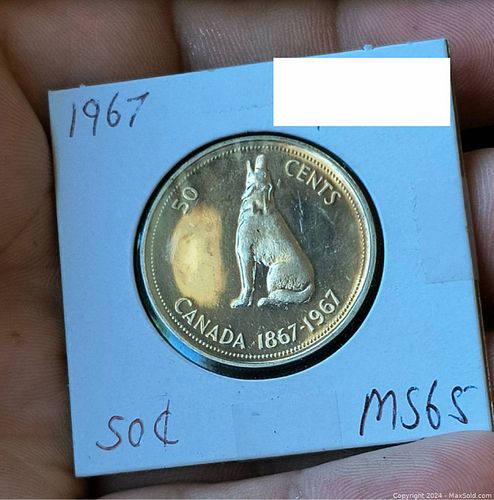 1967
50 CENTS
CANADA 1867-1967
50¢
MS65
Copyright 2024 - MaxSold.com